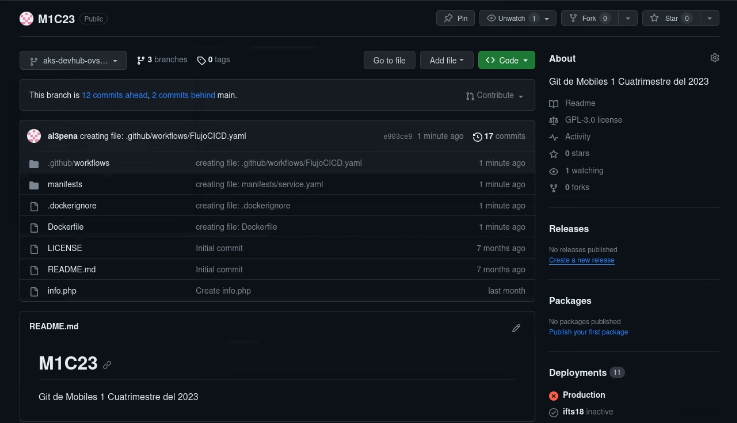 M1C23 Public
Pin Unwatch 1 Fork 0 Star 0
aks-devhub-ovs... 3 branches 0 tags Go to file Add file Code
This branch is 12 commits ahead, 2 commits behind main. Contribute
al3pena creating file: .github/workflows/FlujoCICD.yaml e903ce9 1 minute ago 17 commits
.github/workflows creating file: .github/workflows/FlujoCICD.yaml 1 minute ago
manifests creating file: manifests/service.yaml 1 minute ago
.dockerignore creating file: .dockerignore 1 minute ago
Dockerfile creating file: Dockerfile 1 minute ago
LICENSE Initial commit 7 months ago
README.md Initial commit 7 months ago
info.php Create info.php last month
README.md
M1C23
Git de Mobiles 1 Cuatrimestre del 2023
About
Git de Mobiles 1 Cuatrimestre del 2023
Readme
GPL-3.0 license
Activity
0 stars
1 watching
0 forks
Releases
No releases published
Create a new release
Packages
No packages published
Publish your first package
Deployments 11
Production
ifts18 inactive